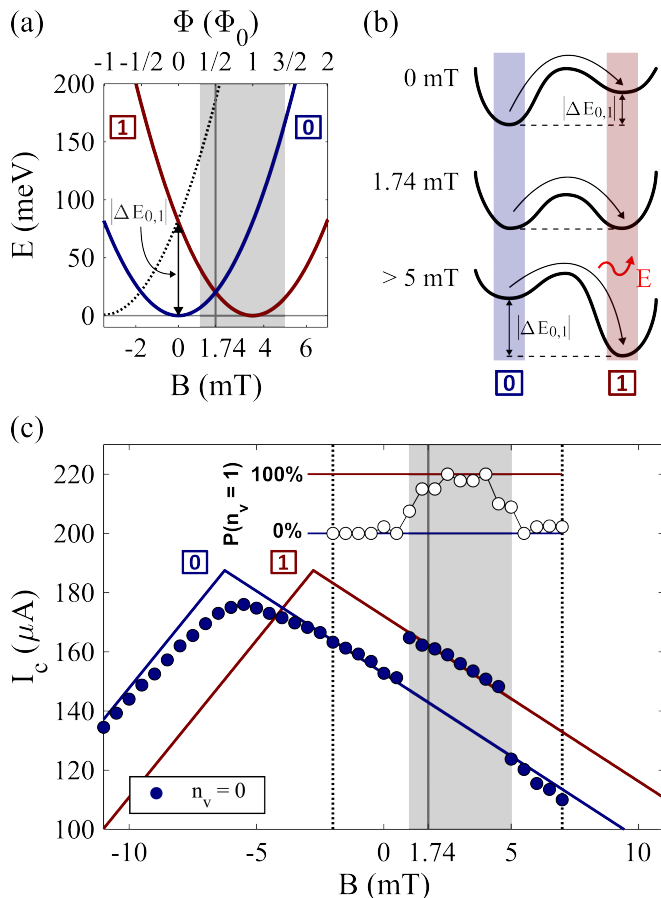 (a)
Φ (Φ0)
-1 -1/2 0 1/2 1 3/2 2
200
150
100
50
0
E (meV)
1
0
|ΔE0,1|
-2 0 1.74 4 6
B (mT)
(b)
0 mT
|ΔE0,1|
1.74 mT
> 5 mT
E
|ΔE0,1|
0 1
(c)
220
200
180
160
140
120
100
Ic (μA)
100%
0%
P(nv = 1)
0 1
nv = 0
-10 -5 0 1.74 5 10
B (mT)